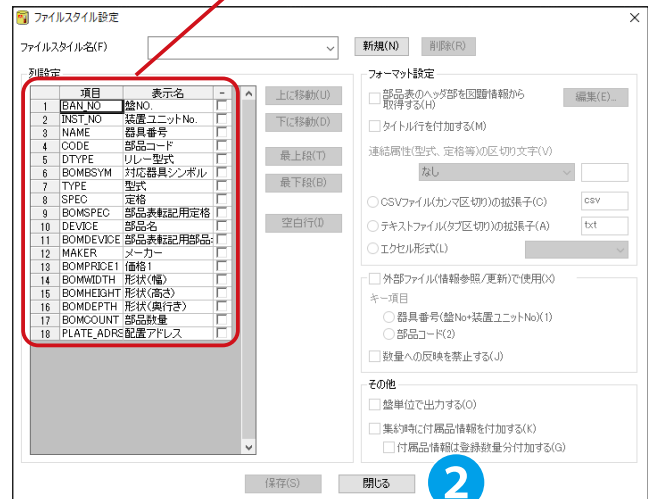 ファイルスタイル設定
ファイルスタイル名(F)
新規(N) 削除(R)
列設定
項目 表示名 -
1 BAN_NO 盤NO.
2 INST_NO 装置ユニットNo.
3 NAME 器具番号
4 CODE 部品コード
5 DTYPE リレー型式
6 BOMBSYM 対応器具シンボル
7 TYPE 型式
8 SPEC 定格
9 BOMSPEC 部品表転記用定格
10 DEVICE 部品名
11 BOMDEVICE 部品表転記用部品
12 MAKER メーカー
13 BOMPRICE1 価格1
14 BOMWIDTH 形状(幅)
15 BOMHEIGHT 形状(高さ)
16 BOMDEPTH 形状(奥行き)
17 BOMCOUNT 部品数量
18 PLATE_ADRS 配置アドレス
上に移動(U)
下に移動(D)
最上段(T)
最下段(B)
空白行(I)
フォーマット設定
部品表のヘッダ部を図題情報から
取得する(H)
編集(E)...
タイトル行を付加する(M)
連結属性(型式、定格等)の区切り文字(V)
なし
CSVファイル(カンマ区切り)の拡張子(C) csv
テキストファイル(タブ区切り)の拡張子(A) txt
エクセル形式(L)
外部ファイル(情報参照/更新)で使用(X)
キー項目
器具番号(盤No+装置ユニットNo)(1)
部品コード(2)
数量への反映を禁止する(J)
その他
盤単位で出力する(O)
集約時に付属品情報を付加する(K)
付属品情報は登録数量分付加する(G)
保存(S) 閉じる
2